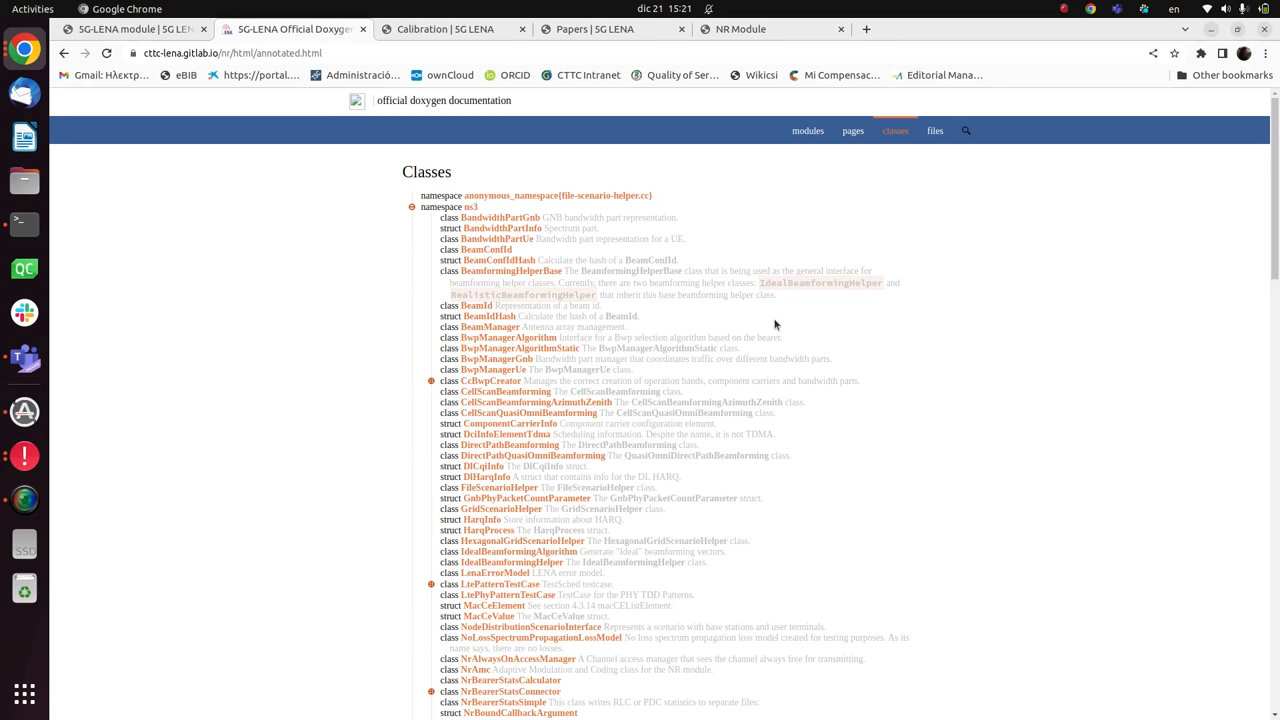 Google Chrome
dic 21 15:21
5G-LENA module | 5G LENA
5G-LENA Official Doxygen
Calibration | 5G LENA
Papers | 5G LENA
NR Module
cttc-lena.gitlab.io/nr/html/annotated.html
Gmail: Ηλεκτρ…
eBIB
https://portal.…
Administració…
ownCloud
ORCID
CTTC Intranet
Quality of Ser…
Wikicsi
Mi Compensac…
Editorial Mana…
Other bookmarks
official doxygen documentation
modules
pages
classes
files
Classes
namespace anonymous_namespace{file-scenario-helper.cc}
namespace ns3
class BandwidthPartGnb GNB bandwidth part representation.
struct BandwidthPartInfo Spectrum part.
class BandwidthPartUe Bandwidth part representation for a UE.
class BeamConfId
struct BeamConfIdHash Calculate the hash of a BeamConfId.
class BeamformingHelperBase The BeamformingHelperBase class that is being used as the general interface for
beamforming helper classes. Currently, there are two beamforming helper classes: IdealBeamformingHelper and
RealisticBeamformingHelper that inherit this base beamforming helper class.
class BeamId Representation of a beam id.
struct BeamIdHash Calculate the hash of a BeamId.
class BeamManager Antenna array management.
class BwpManagerAlgorithm Interface for a Bwp selection algorithm based on the bearer.
class BwpManagerAlgorithmStatic The BwpManagerAlgorithmStatic class.
class BwpManagerGnb Bandwidth part manager that coordinates traffic over different bandwidth parts.
class BwpManagerUe The BwpManagerUe class.
class CcBwpCreator Manages the correct creation of operation bands, component carriers and bandwidth parts.
class CellScanBeamforming The CellScanBeamforming class.
class CellScanBeamformingAzimuthZenith The CellScanBeamformingAzimuthZenith class.
class CellScanQuasiOmniBeamforming The CellScanQuasiOmniBeamforming class.
struct ComponentCarrierInfo Component carrier configuration element.
struct DciInfoElementTdma Scheduling information. Despite the name, it is not TDMA.
class DirectPathBeamforming The DirectPathBeamforming class.
class DirectPathQuasiOmniBeamforming The QuasiOmniDirectPathBeamforming class.
struct DlCqiInfo The DlCqiInfo struct.
struct DlHarqInfo A struct that contains info for the DL HARQ.
class FileScenarioHelper The FileScenarioHelper class.
struct GnbPhyPacketCountParameter The GnbPhyPacketCountParameter struct.
class GridScenarioHelper The GridScenarioHelper class.
struct HarqInfo Store information about HARQ.
struct HarqProcess The HarqProcess struct.
class HexagonalGridScenarioHelper The HexagonalGridScenarioHelper class.
class IdealBeamformingAlgorithm Generate "Ideal" beamforming vectors.
class IdealBeamformingHelper The IdealBeamformingHelper class.
class LenaErrorModel LENA error model.
class LtePatternTestCase TestSched testcase.
class LtePhyPatternTestCase TestCase for the PHY TDD Patterns.
struct MacCeElement See section 4.3.14 macCEListElement.
struct MacCeValue The MacCeValue struct.
class NodeDistributionScenarioInterface Represents a scenario with base stations and user terminals.
class NoLossSpectrumPropagationLossModel No loss spectrum propagation loss model created for testing purposes. As its
name says, there are no losses.
class NrAlwaysOnAccessManager A Channel access manager that sees the channel always free for transmitting.
class NrAmc Adaptive Modulation and Coding class for the NR module.
class NrBearerStatsCalculator
class NrBearerStatsConnector
class NrBearerStatsSimple This class writes RLC or PDC statistics to separate files:
struct NrBoundCallbackArgument
QC
SSD